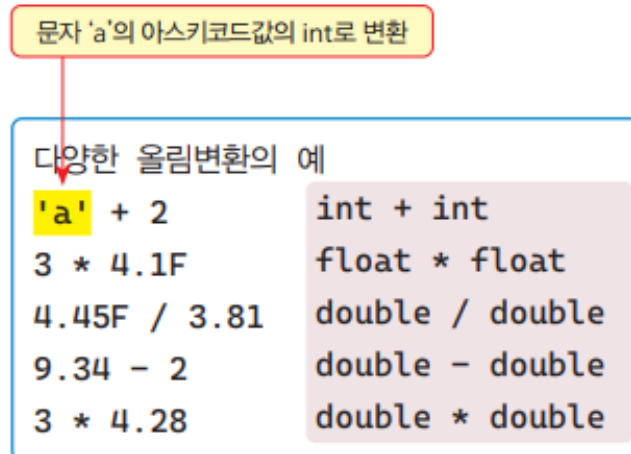 문자 ‘a’의 아스키코드값의 int로 변환
다양한 올림변환의 예
'a' + 2 int + int
3 * 4.1F float * float
4.45F / 3.81 double / double
9.34 - 2 double - double
3 * 4.28 double * double